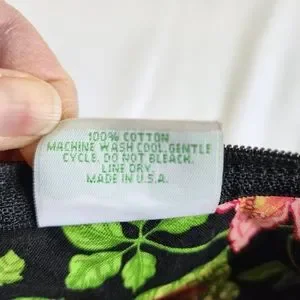 100% COTTON
MACHINE WASH COOL, GENTLE
CYCLE. DO NOT BLEACH.
LINE DRY.
MADE IN U.S.A.